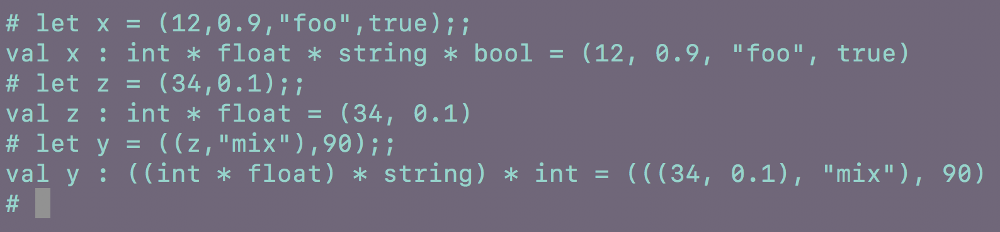 # let x = (12,0.9,"foo",true);;
val x : int * float * string * bool = (12, 0.9, "foo", true)
# let z = (34,0.1);;
val z : int * float = (34, 0.1)
# let y = ((z,"mix"),90);;
val y : ((int * float) * string) * int = (((34, 0.1), "mix"), 90)
#